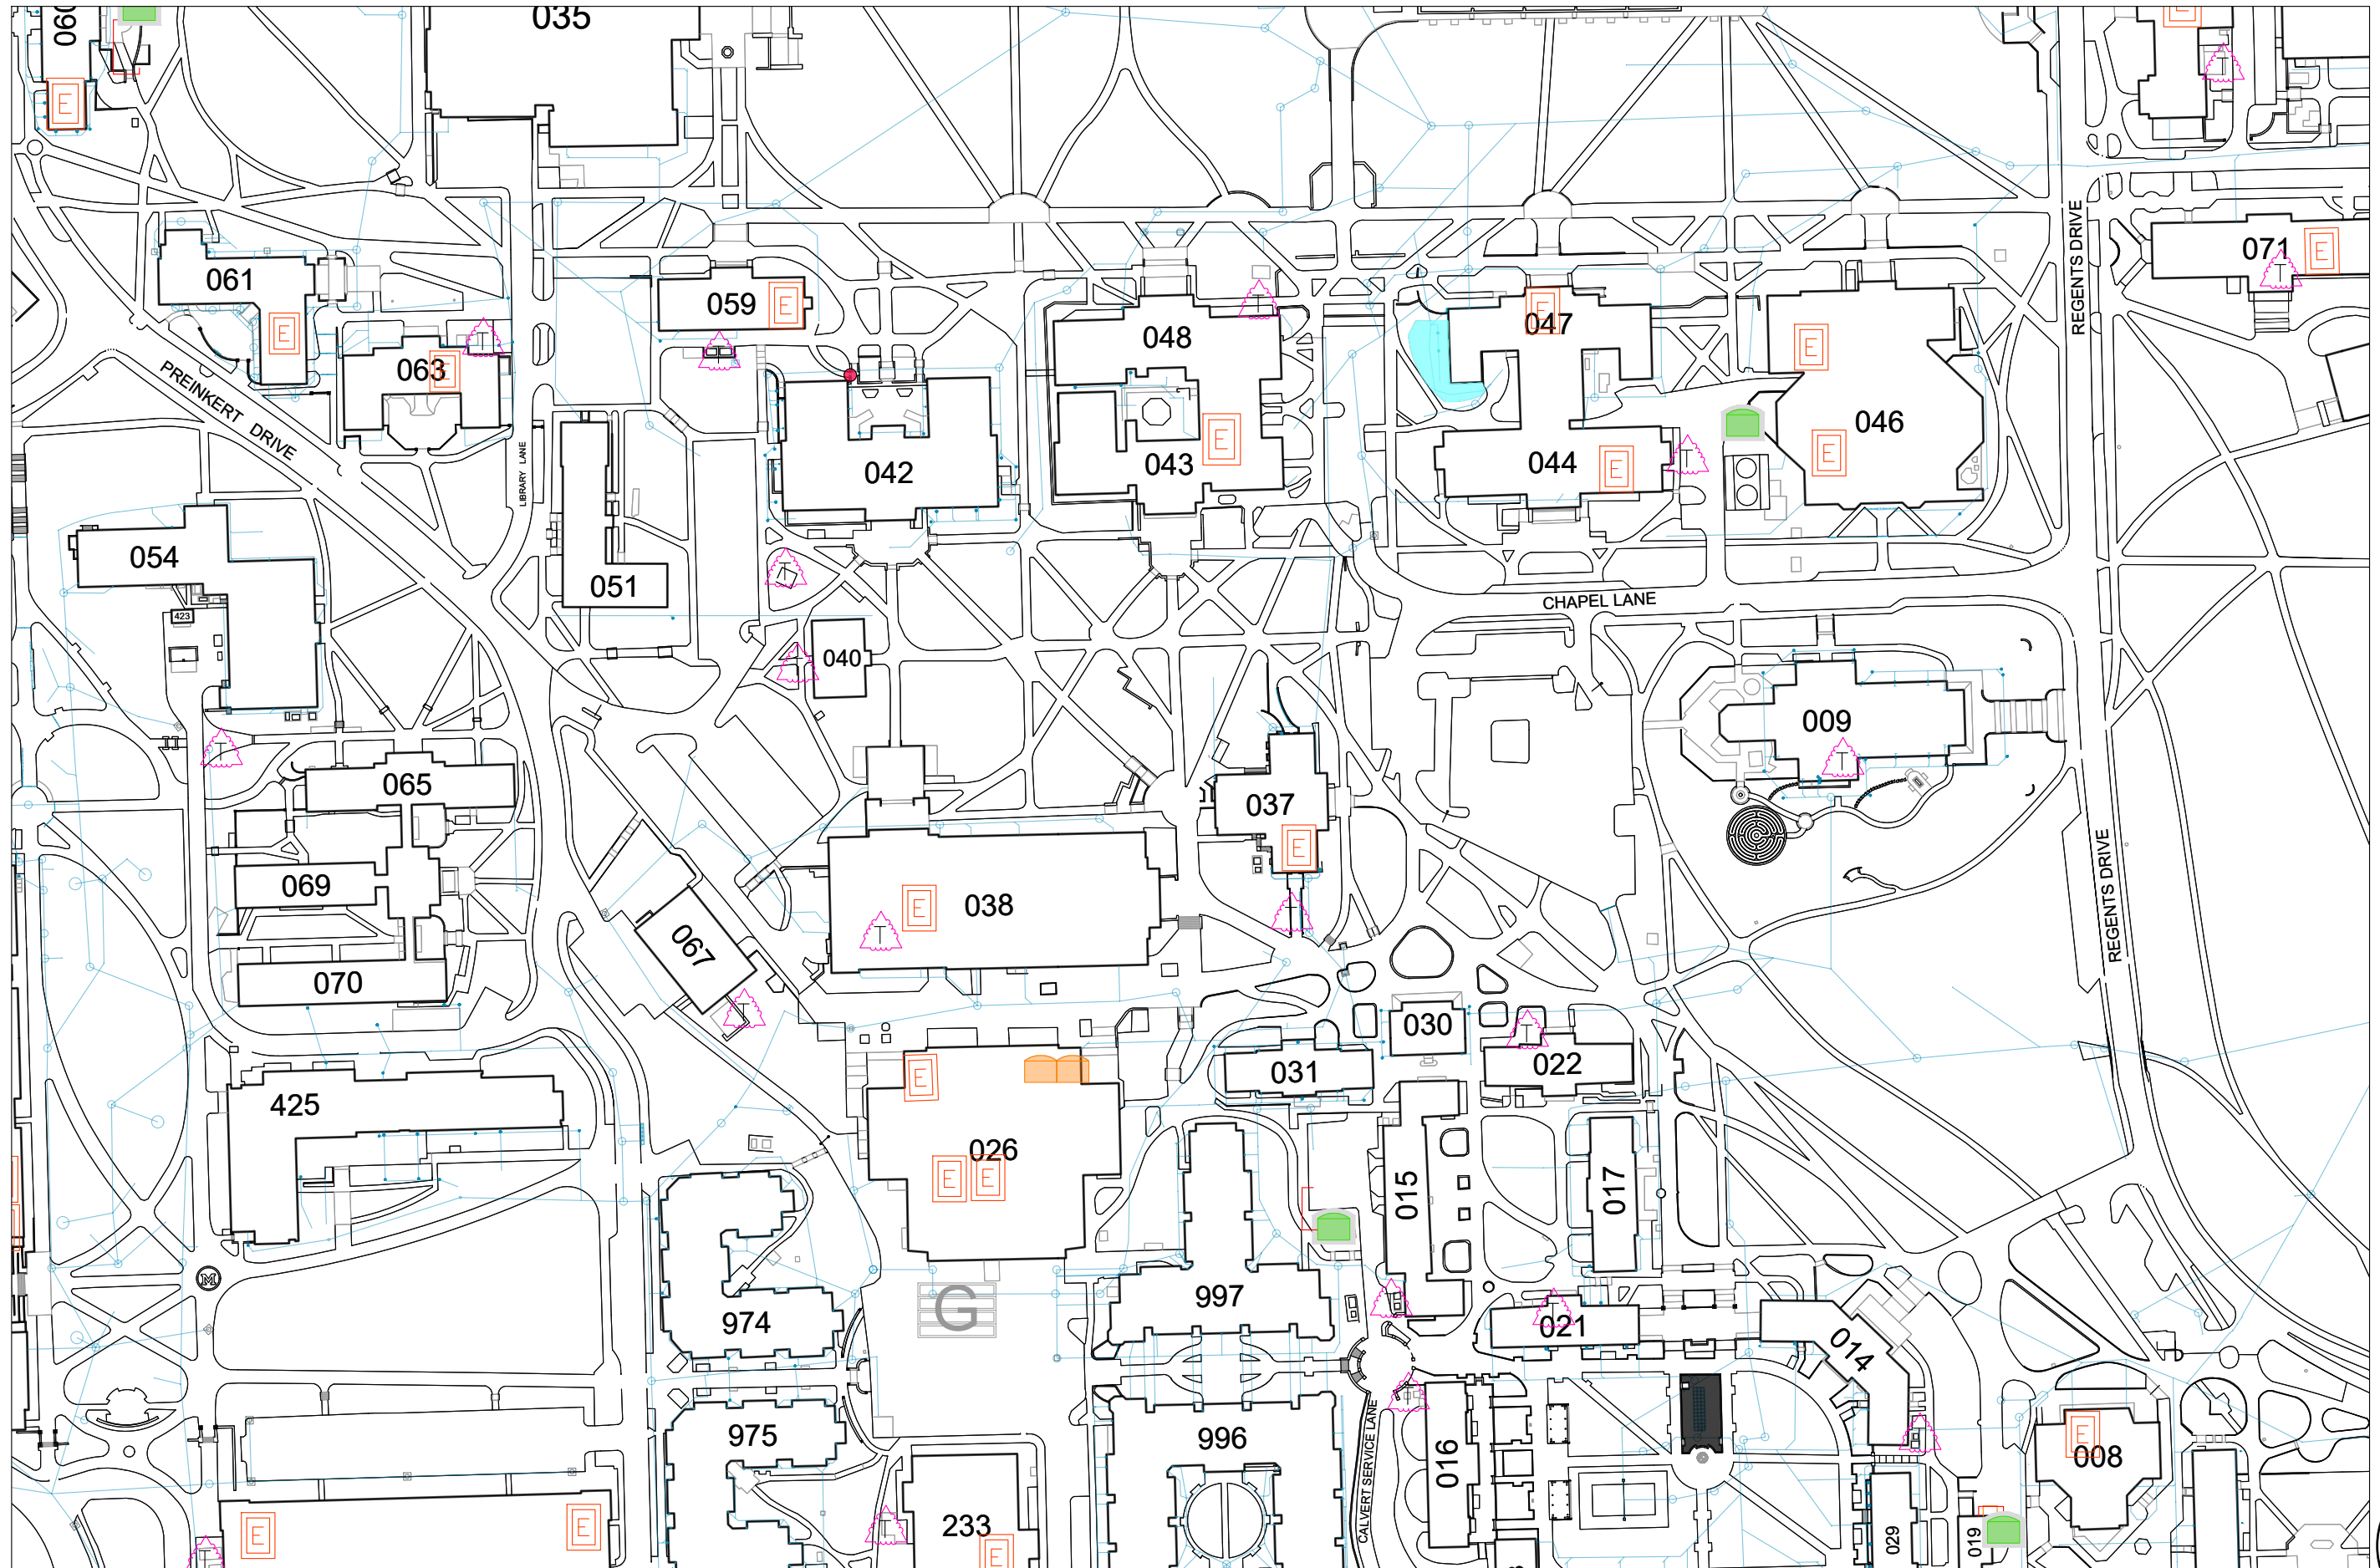 060
035
E
E
T
REGENTS DRIVE
061
E
059
E
T
048
T
E
047
E
071
T
E
063
E
T
T
PREINKERT DRIVE
LIBRARY LANE
042
043
E
044
E
T
046
E
054
051
T
423
CHAPEL LANE
040
T
009
T
T
065
037
E
069
038
E
T
T
REGENTS DRIVE
067
070
T
030
T
022
031
425
E
026
E
E
015
017
M
974
G
997
T
T
021
014
975
996
T
CALVERT SERVICE LANE
016
T
E
008
E
E
T
T
233
E
029
019